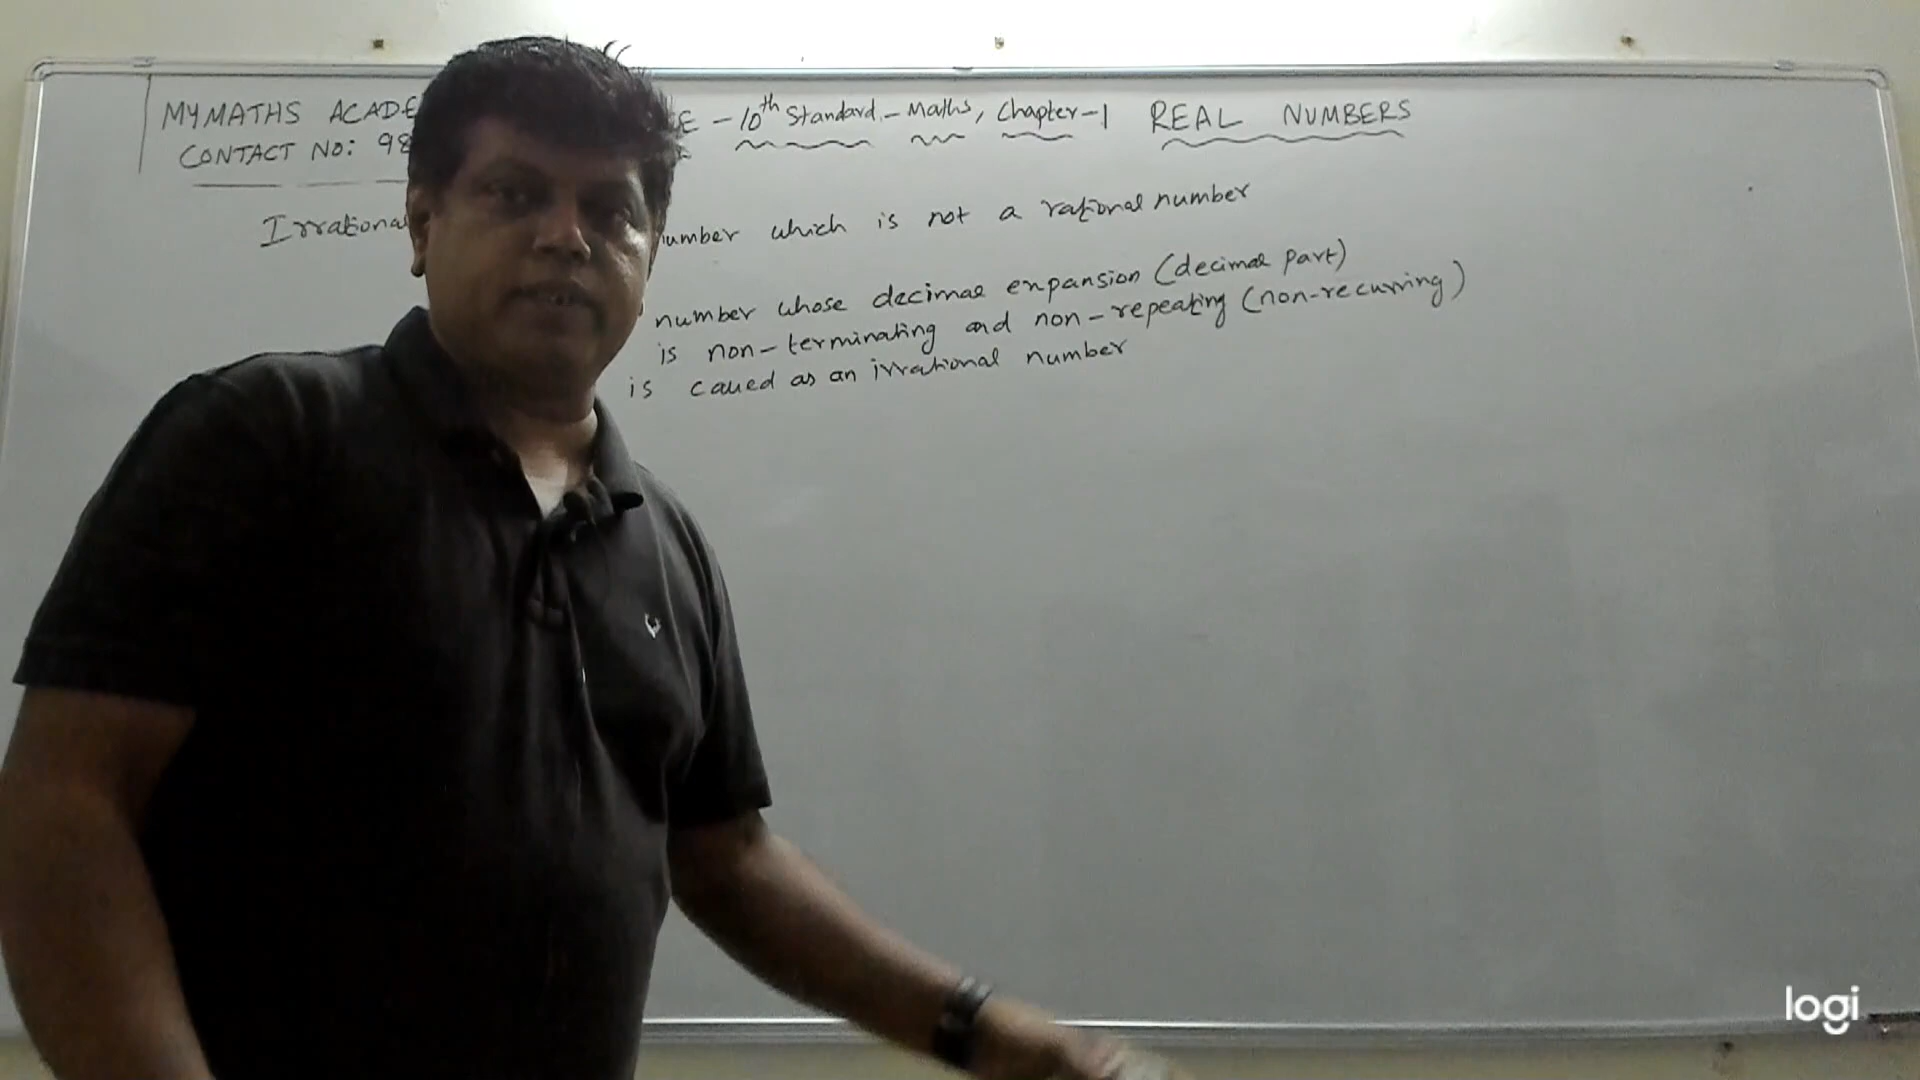 MYMATHS ACADE E - 10th Standard - Maths, Chapter-1 REAL NUMBERS
CONTACT NO: 98
Irrational umber which is not a rational number
number whose decimal expansion (decimal part)
is non-terminating and non-repeating (non-recurring)
is called as an irrational number
logi